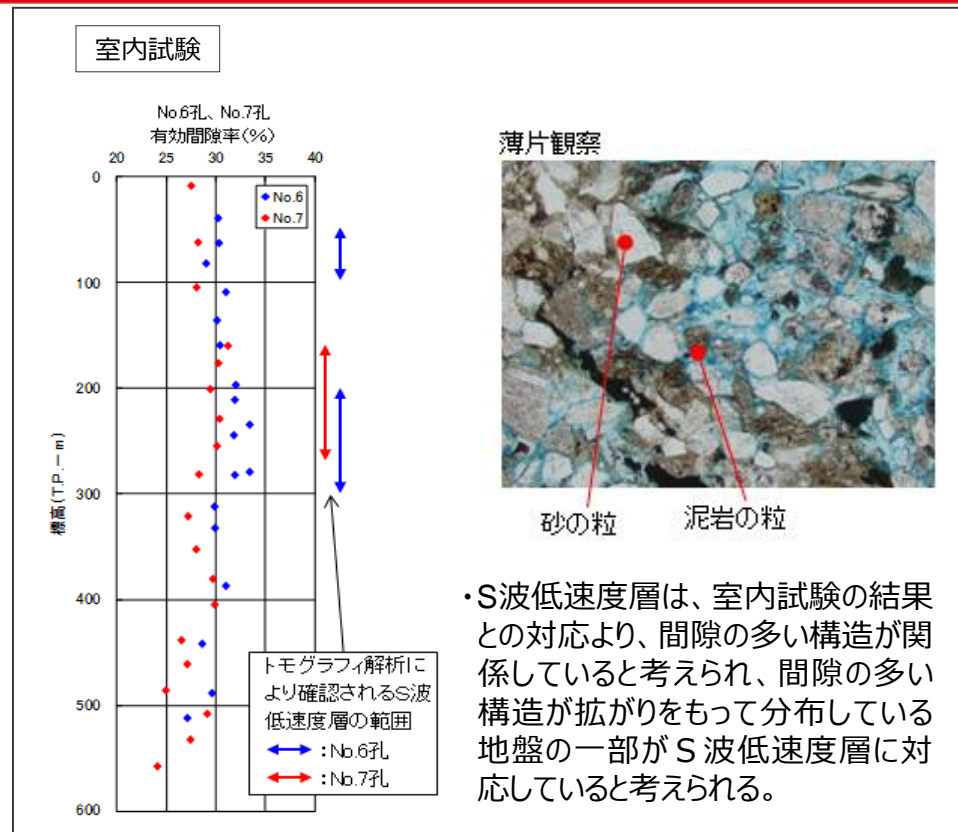 室内試験
No.6孔、No.7孔
有効間隙率(%)
20 25 30 35 40
0
100
200
300
400
500
600
標高(T.P.－m)
No.6
No.7
トモグラフィ解析に
より確認されるS波
低速度層の範囲
:No.6孔
:No.7孔
薄片観察
砂の粒
泥岩の粒
・S波低速度層は、室内試験の結果
との対応より、間隙の多い構造が関
係していると考えられ、間隙の多い
構造が拡がりをもって分布している
地盤の一部がS波低速度層に対
応していると考えられる。